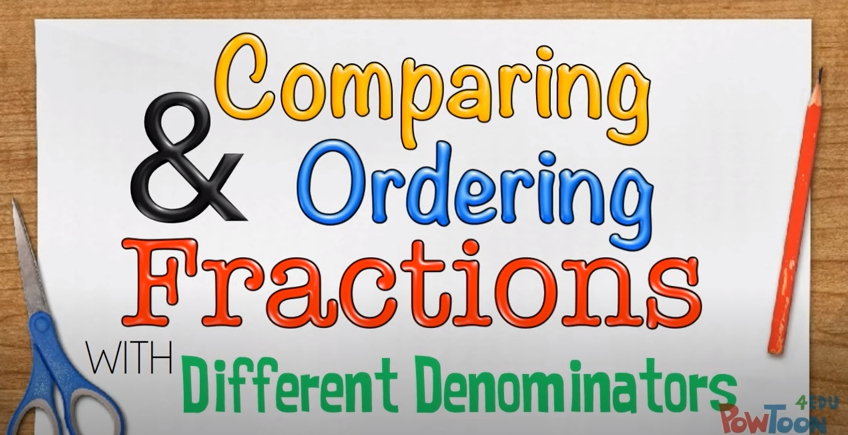 Comparing
& Ordering
Fractions
WITH Different Denominators
4EDU
POWTOON